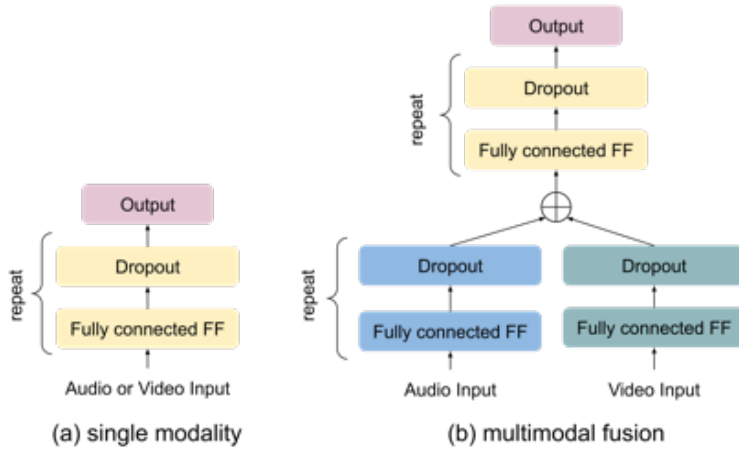 Output
Dropout
Fully connected FF
repeat
Audio or Video Input
(a) single modality
Output
Dropout
Fully connected FF
repeat
Dropout
Fully connected FF
repeat
Audio Input
Dropout
Fully connected FF
Video Input
(b) multimodal fusion